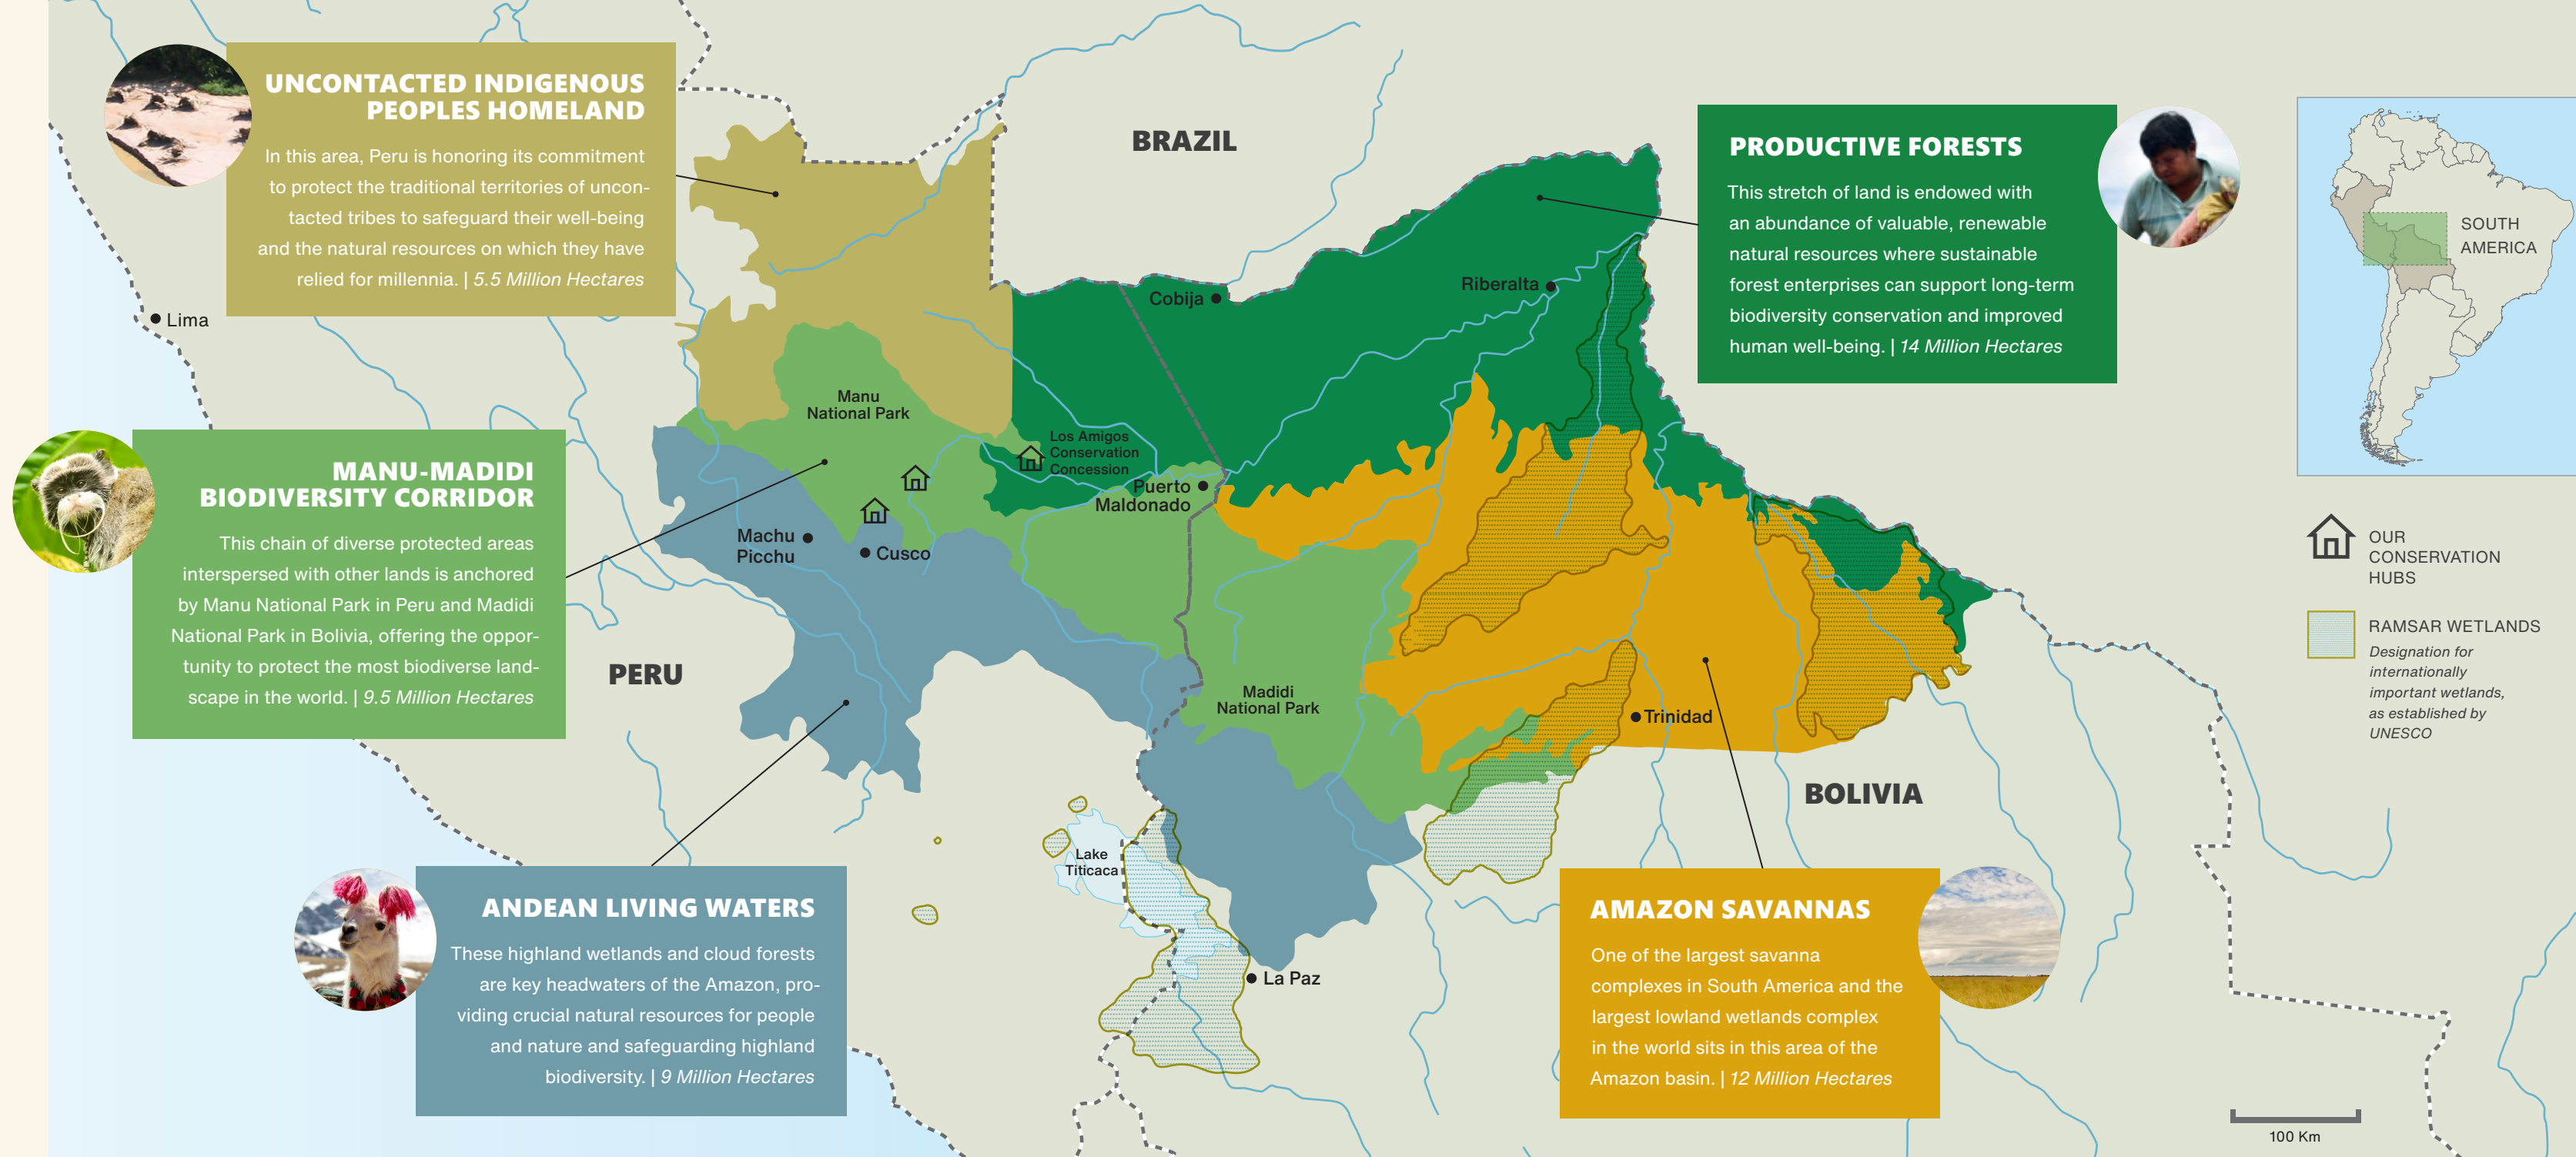 UNCONTACTED INDIGENOUS
PEOPLES HOMELAND
In this area, Peru is honoring its commitment
to protect the traditional territories of uncon-
tacted tribes to safeguard their well-being
and the natural resources on which they have
relied for millennia. | 5.5 Million Hectares
BRAZIL
PRODUCTIVE FORESTS
This stretch of land is endowed with
an abundance of valuable, renewable
natural resources where sustainable
forest enterprises can support long-term
biodiversity conservation and improved
human well-being. | 14 Million Hectares
SOUTH
AMERICA
Lima
Cobija
Riberalta
Manu
National Park
Los Amigos
Conservation
Concession
Puerto
Maldonado
Machu
Picchu
Cusco
MANU-MADIDI
BIODIVERSITY CORRIDOR
This chain of diverse protected areas
interspersed with other lands is anchored
by Manu National Park in Peru and Madidi
National Park in Bolivia, offering the oppor-
tunity to protect the most biodiverse land-
scape in the world. | 9.5 Million Hectares
OUR
CONSERVATION
HUBS
RAMSAR WETLANDS
Designation for
internationally
important wetlands,
as established by
UNESCO
PERU
Madidi
National Park
Trinidad
BOLIVIA
Lake
Titicaca
La Paz
ANDEAN LIVING WATERS
These highland wetlands and cloud forests
are key headwaters of the Amazon, pro-
viding crucial natural resources for people
and nature and safeguarding highland
biodiversity. | 9 Million Hectares
AMAZON SAVANNAS
One of the largest savanna
complexes in South America and the
largest lowland wetlands complex
in the world sits in this area of the
Amazon basin. | 12 Million Hectares
100 Km